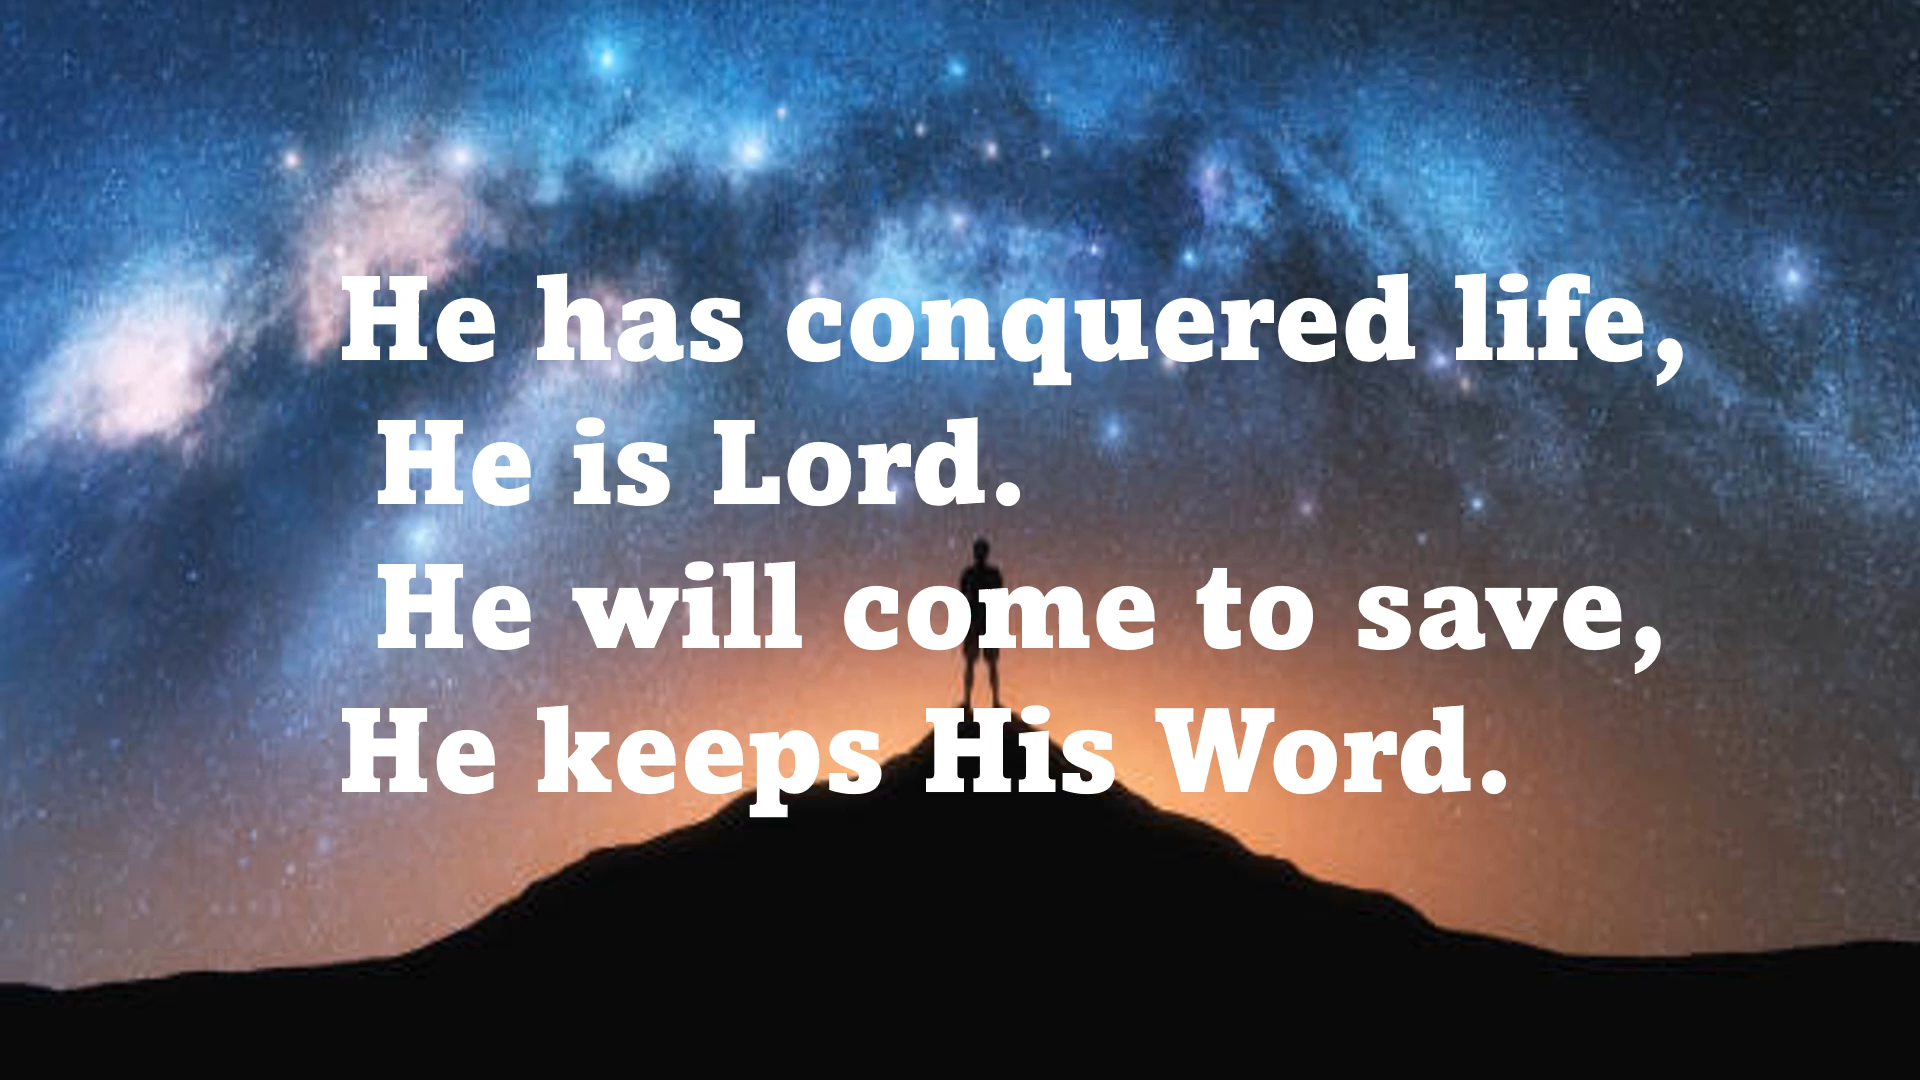 He has conquered life,
He is Lord.
He will come to save,
He keeps His Word.